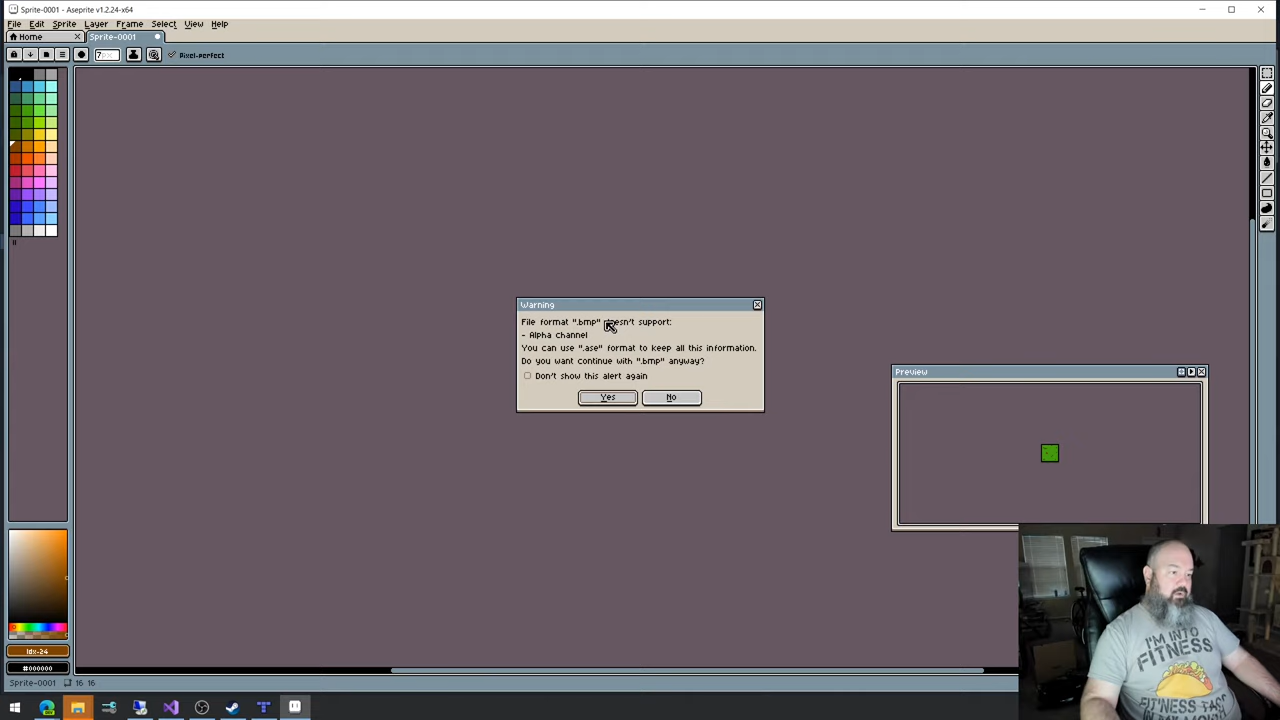 Sprite-0001 - Aseprite v1.2.24-x64
File Edit Sprite Layer Frame Select View Help
Home Sprite-0001
Pixel-perfect
Warning
File format ".bmp" doesn't support:
- Alpha channel
You can use ".ase" format to keep all this information.
Do you want continue with ".bmp" anyway?
Don't show this alert again
Yes No
Preview
Idx-24
#000000
Sprite-0001 16 16
I'M INTO
FITNESS
FIT'NESS TACO